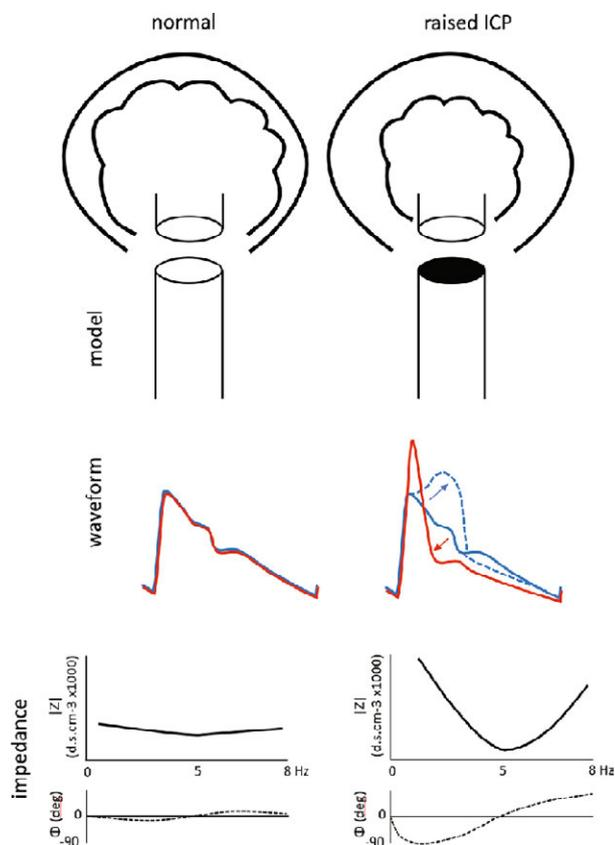 normal
raised ICP
model
waveform
impedance
|Z|
(d.s.cm-3 x1000)
0
5
8 Hz
|Z|
(d.s.cm-3 x1000)
0
5
8 Hz
Φ (deg)
0
-90
Φ (deg)
0
-90